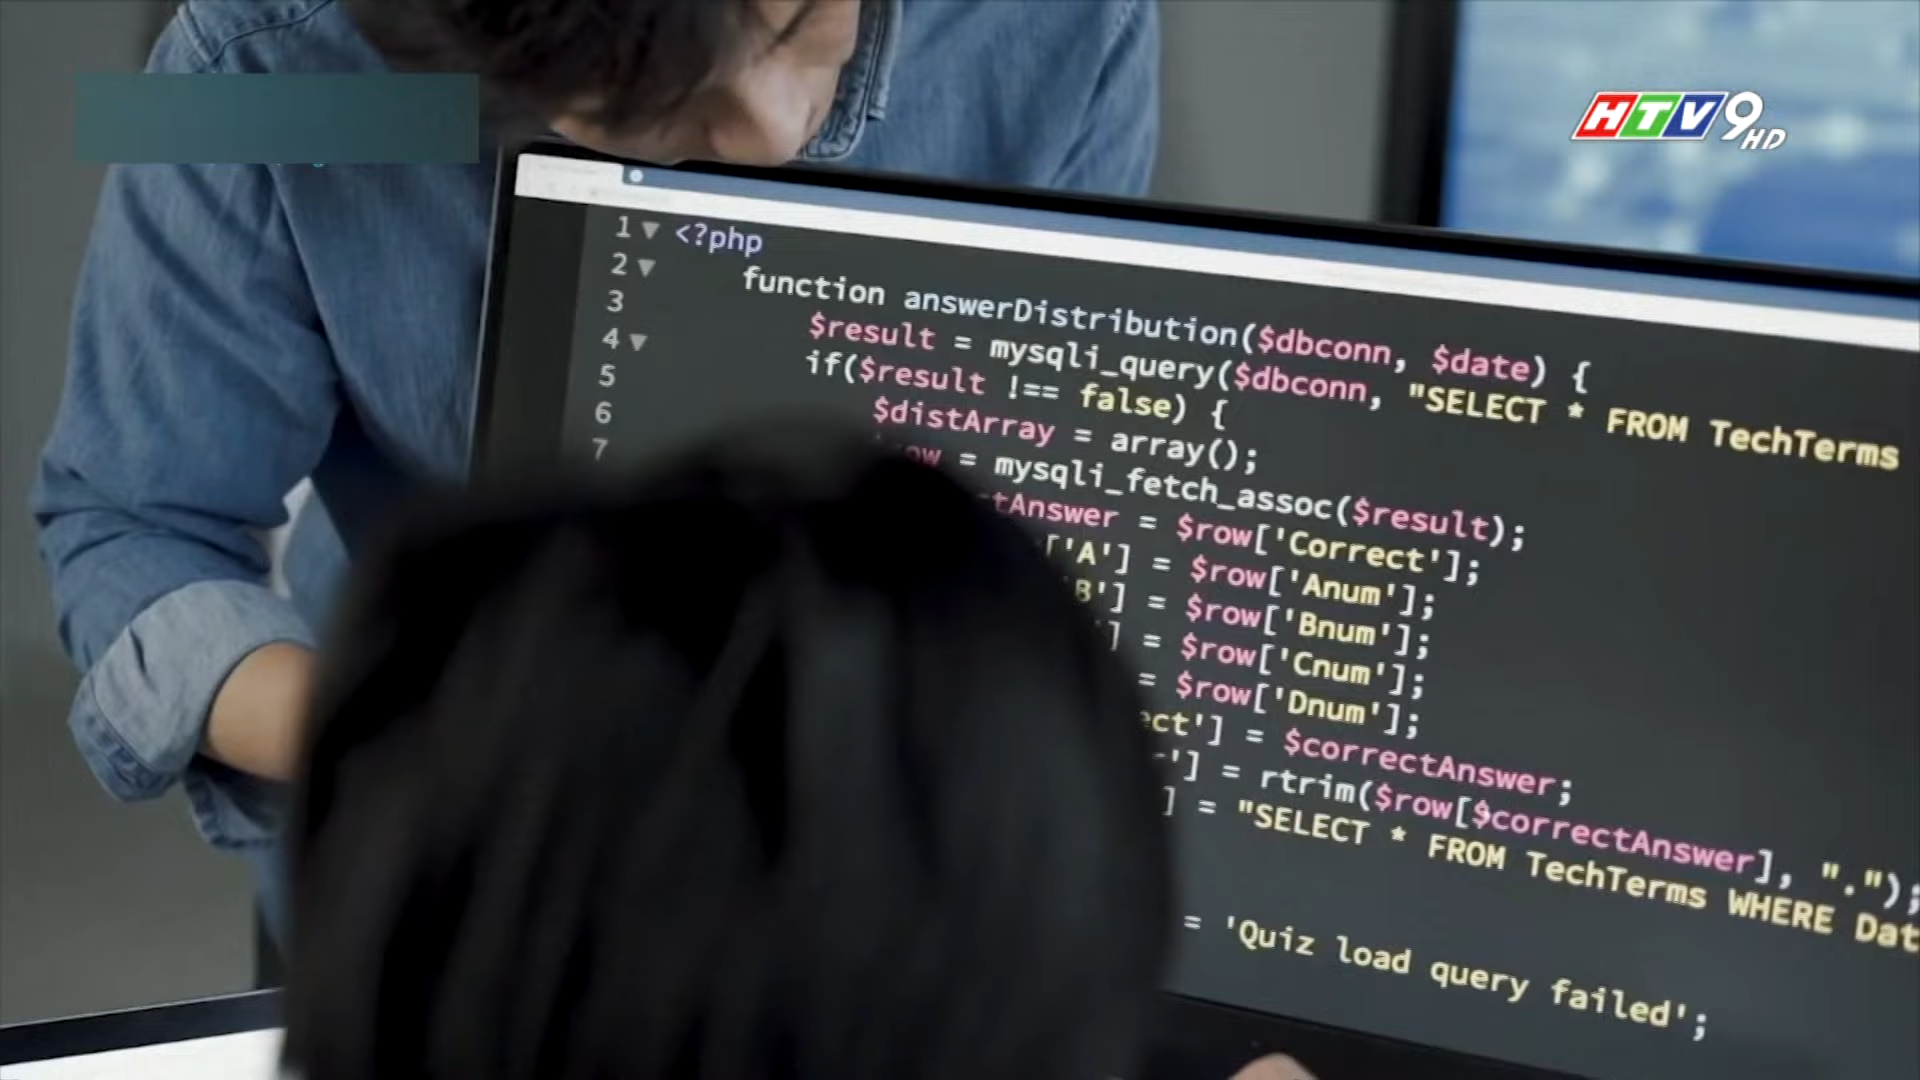 HTV9 HD
1 <?php
2 function answerDistribution($dbconn, $date) {
3 $result = mysqli_query($dbconn, "SELECT * FROM TechTerms
4 if($result !== false) {
5 $distArray = array();
6 row = mysqli_fetch_assoc($result);
7 tAnswer = $row['Correct'];
['A'] = $row['Anum'];
B'] = $row['Bnum'];
'] = $row['Cnum'];
= $row['Dnum'];
ect'] = $correctAnswer;
'] = rtrim($row[$correctAnswer], ".");
] = "SELECT * FROM TechTerms WHERE Dat
= 'Quiz load query failed';